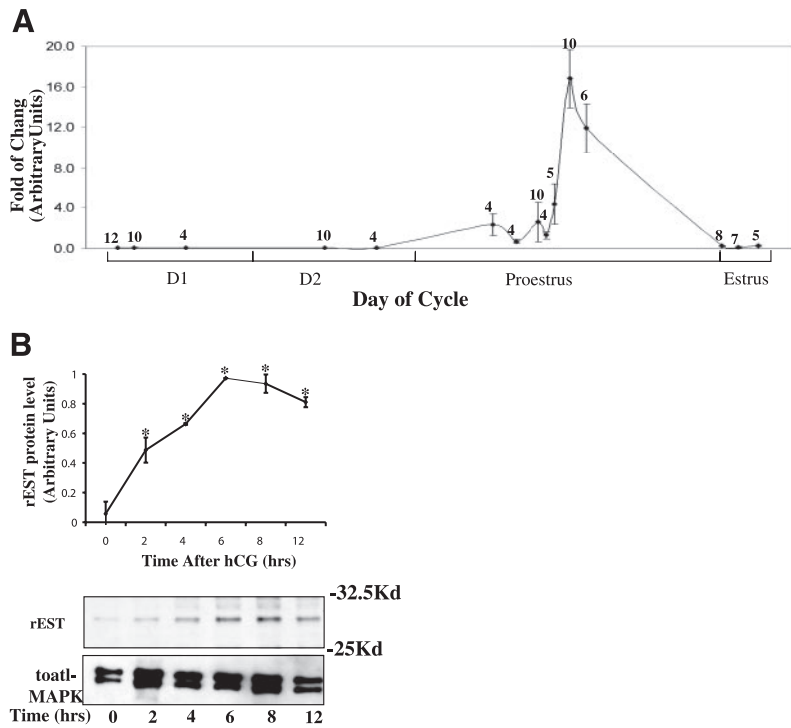 A
Fold of Chang
(ArbitraryUnits)
20.0
16.0
12.0
8.0
4.0
0.0
12 10 4 10 4 4 4 10 4 5 10 6 8 7 5
D1 D2 Proestrus Estrus
Day of Cycle
B
rEST protein level
(Arbitrary Units)
1
0.8
0.6
0.4
0.2
0
* * * * *
0 2 4 6 8 12
Time After hCG (hrs)
-32.5Kd
rEST
-25Kd
toatl-
MAPK
Time (hrs) 0 2 4 6 8 12